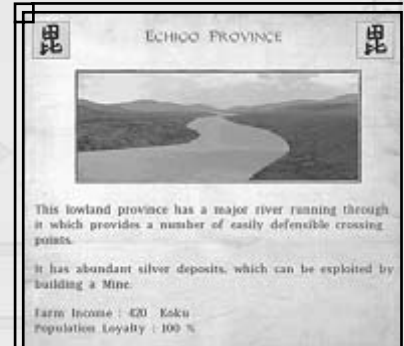 毘 ECHIGO PROVINCE 毘
This lowland province has a major river running through
it which provides a number of easily defensible crossing
points.
It has abundant silver deposits, which can be exploited by
building a Mine.
Farm Income : 420 Koku
Population Loyalty : 100 %